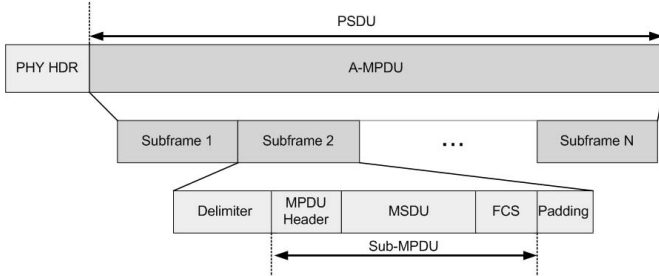 PSDU
PHY HDR
A-MPDU
Subframe 1
Subframe 2
...
Subframe N
Delimiter
MPDU
Header
MSDU
FCS
Padding
Sub-MPDU